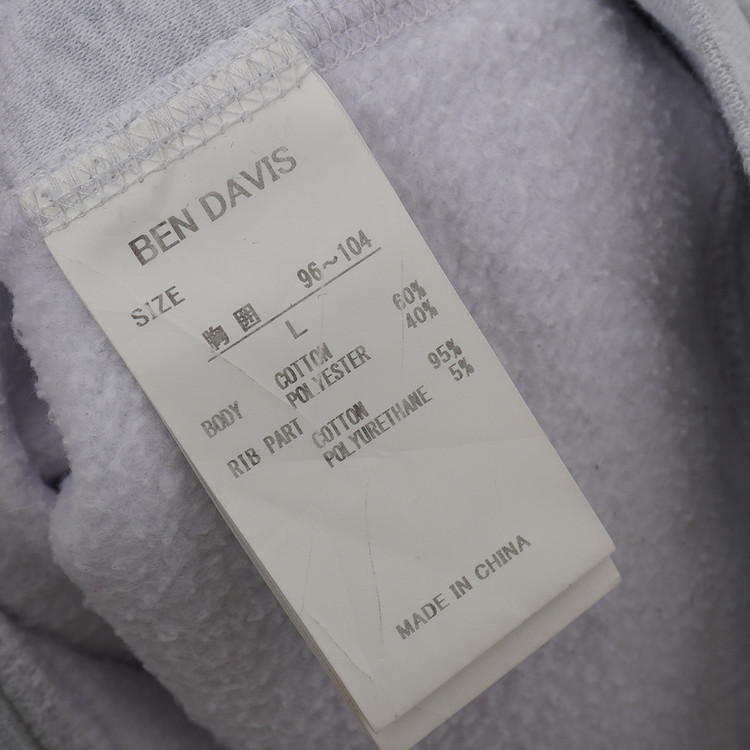 BEN DAVIS
SIZE
胸囲 96～104
L
BODY COTTON 60%
POLYESTER 40%
RIB PART COTTON 95%
POLYURETHANE 5%
MADE IN CHINA